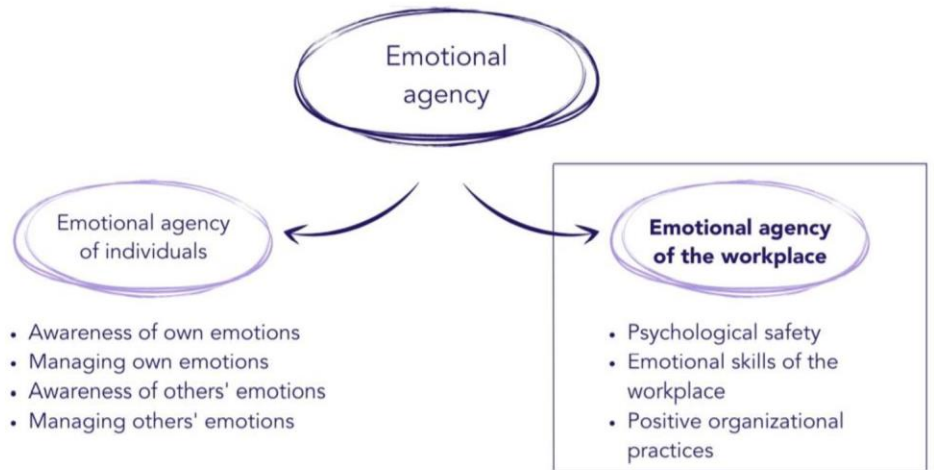 Emotional
agency
Emotional agency
of individuals
• Awareness of own emotions
• Managing own emotions
• Awareness of others' emotions
• Managing others' emotions
Emotional agency
of the workplace
• Psychological safety
• Emotional skills of the
workplace
• Positive organizational
practices